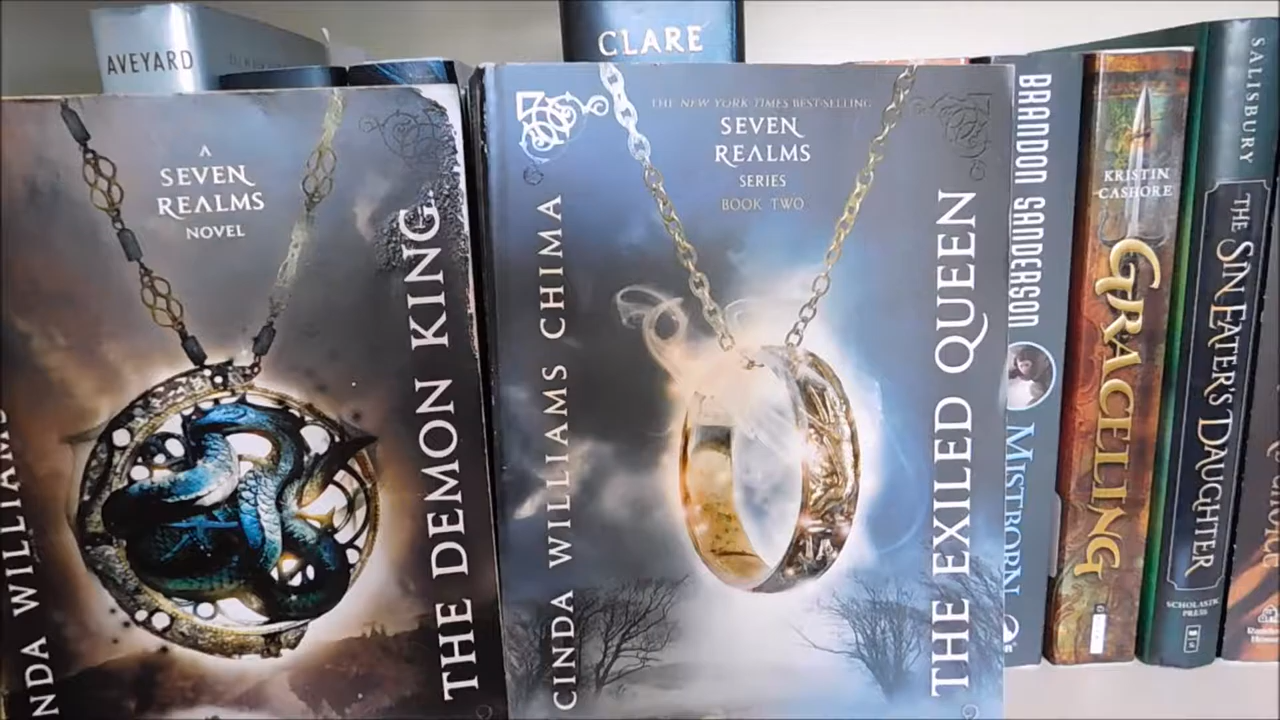 AVEYARD
CLARE
A
SEVEN
REALMS
NOVEL
NDA WILLIAMS
THE DEMON KING
THE NEW YORK TIMES BEST-SELLING
SEVEN
REALMS
SERIES
BOOK TWO
CINDA WILLIAMS CHIMA
THE EXILED QUEEN
BRANDON SANDERSON
MISTBORN
KRISTIN
CASHORE
GRACELING
SALISBURY
THE SIN EATER'S DAUGHTER
SCHOLASTIC
PRESS